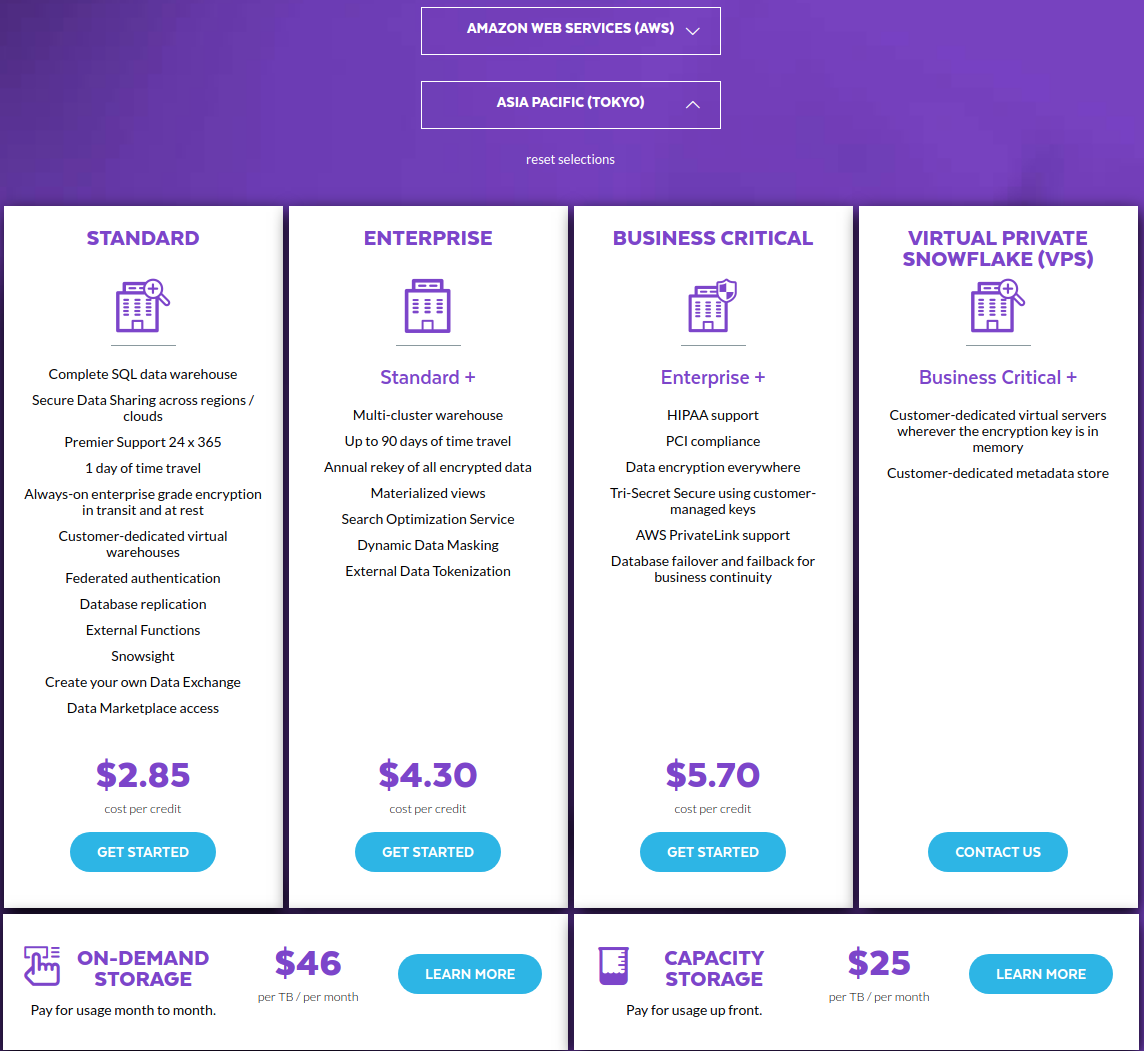 AMAZON WEB SERVICES (AWS)
ASIA PACIFIC (TOKYO)
reset selections
STANDARD
Complete SQL data warehouse
Secure Data Sharing across regions /
clouds
Premier Support 24 x 365
1 day of time travel
Always-on enterprise grade encryption
in transit and at rest
Customer-dedicated virtual
warehouses
Federated authentication
Database replication
External Functions
Snowsight
Create your own Data Exchange
Data Marketplace access
$2.85
cost per credit
GET STARTED
ENTERPRISE
Standard +
Multi-cluster warehouse
Up to 90 days of time travel
Annual rekey of all encrypted data
Materialized views
Search Optimization Service
Dynamic Data Masking
External Data Tokenization
$4.30
cost per credit
GET STARTED
BUSINESS CRITICAL
Enterprise +
HIPAA support
PCI compliance
Data encryption everywhere
Tri-Secret Secure using customer-
managed keys
AWS PrivateLink support
Database failover and failback for
business continuity
$5.70
cost per credit
GET STARTED
VIRTUAL PRIVATE
SNOWFLAKE (VPS)
Business Critical +
Customer-dedicated virtual servers
wherever the encryption key is in
memory
Customer-dedicated metadata store
CONTACT US
ON-DEMAND
STORAGE
Pay for usage month to month.
$46
per TB / per month
LEARN MORE
CAPACITY
STORAGE
Pay for usage up front.
$25
per TB / per month
LEARN MORE